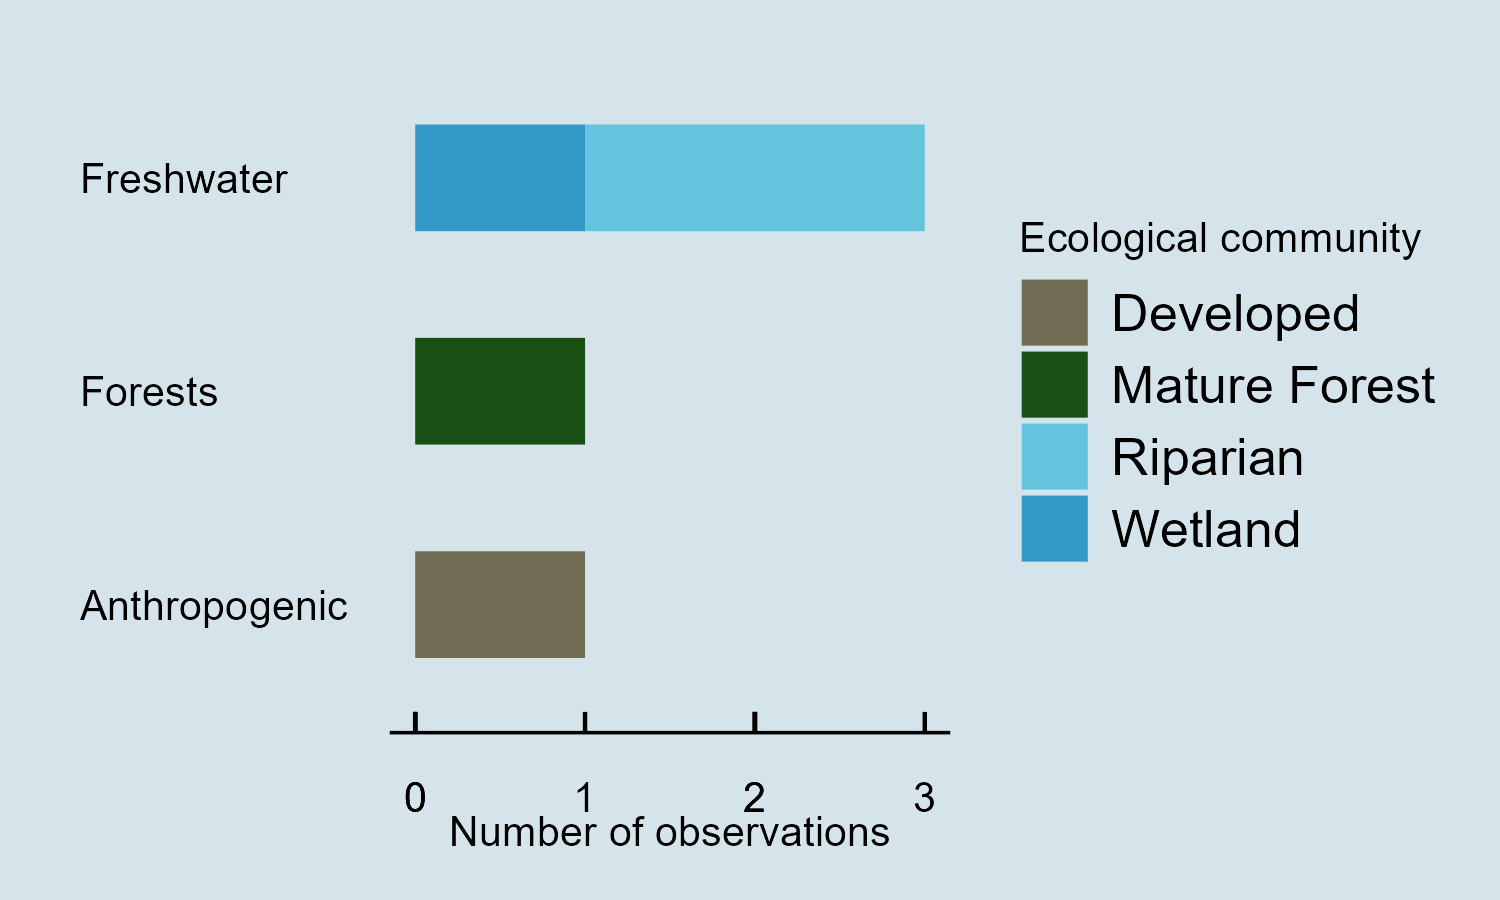 Freshwater
Forests
Anthropogenic
0 1 2 3
Number of observations
Ecological community
Developed
Mature Forest
Riparian
Wetland